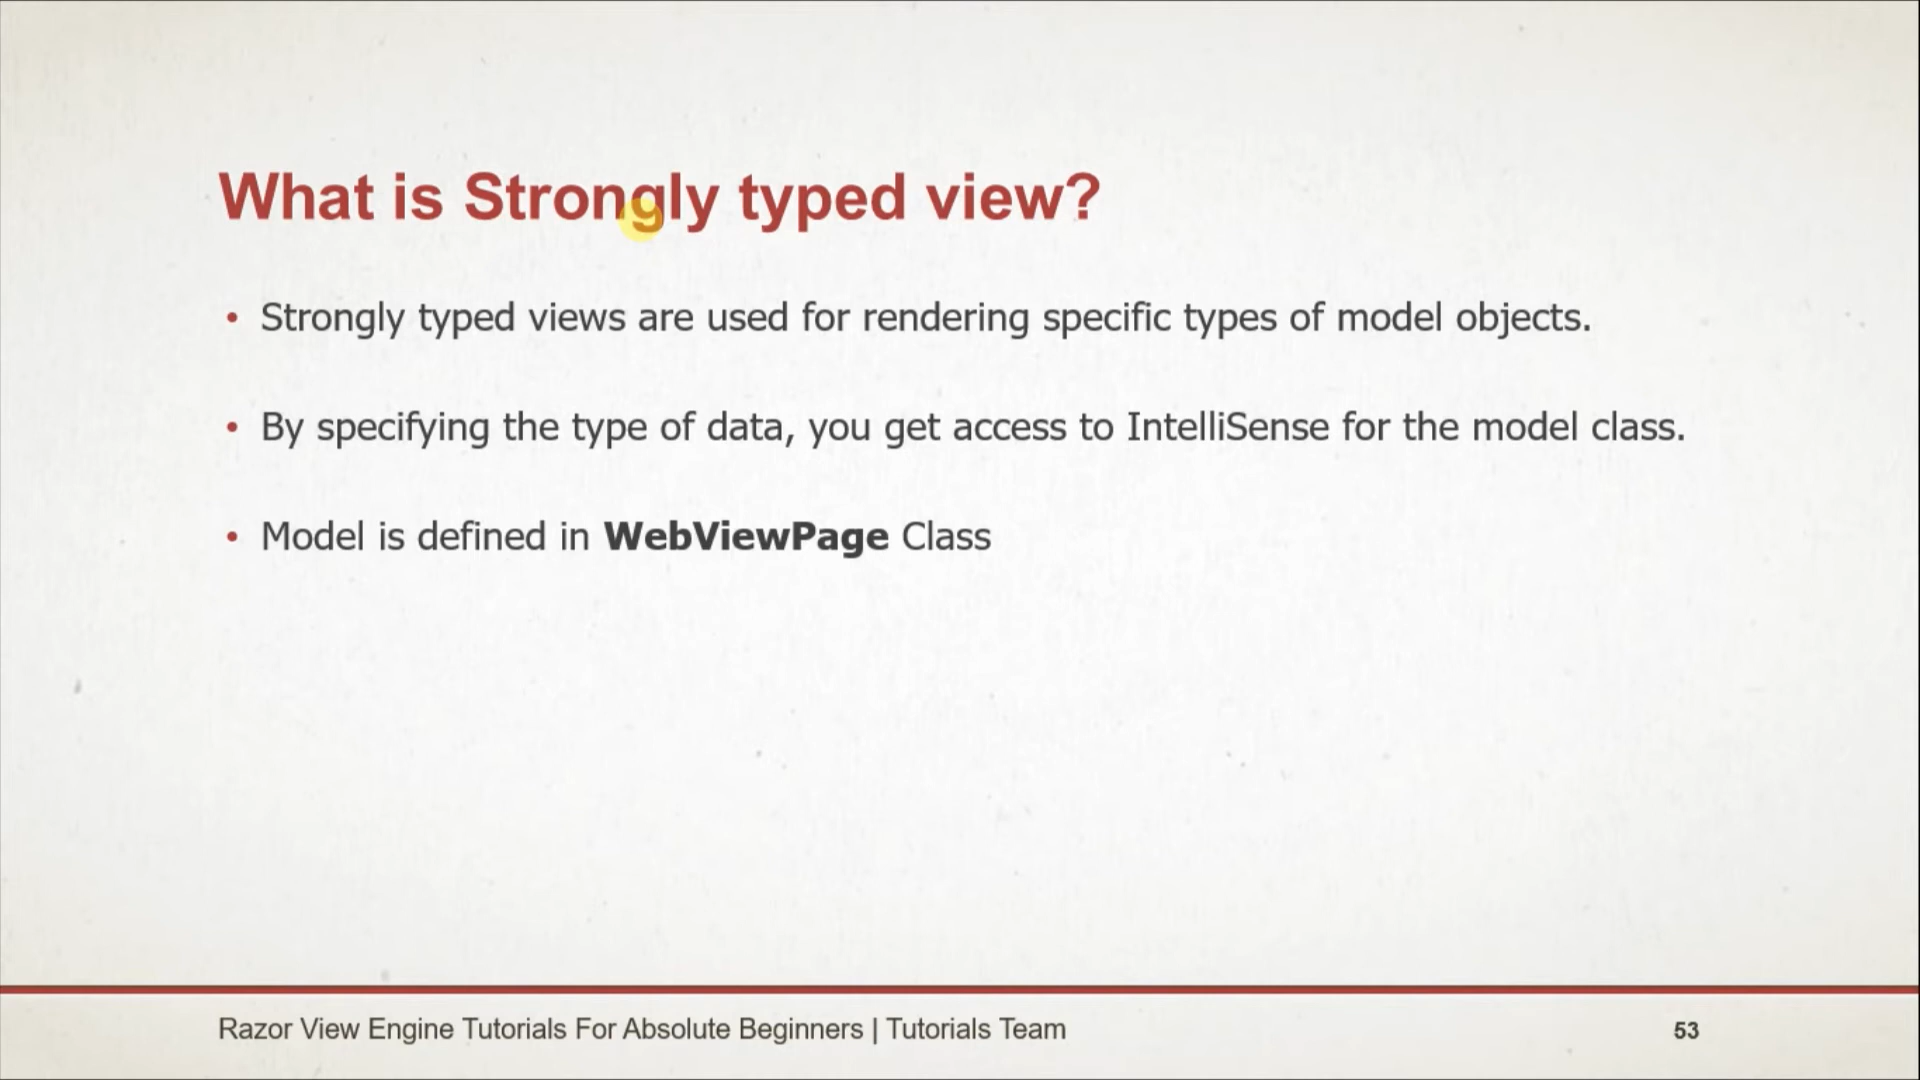 What is Strongly typed view?
• Strongly typed views are used for rendering specific types of model objects.
• By specifying the type of data, you get access to IntelliSense for the model class.
• Model is defined in WebViewPage Class
Razor View Engine Tutorials For Absolute Beginners | Tutorials Team
53